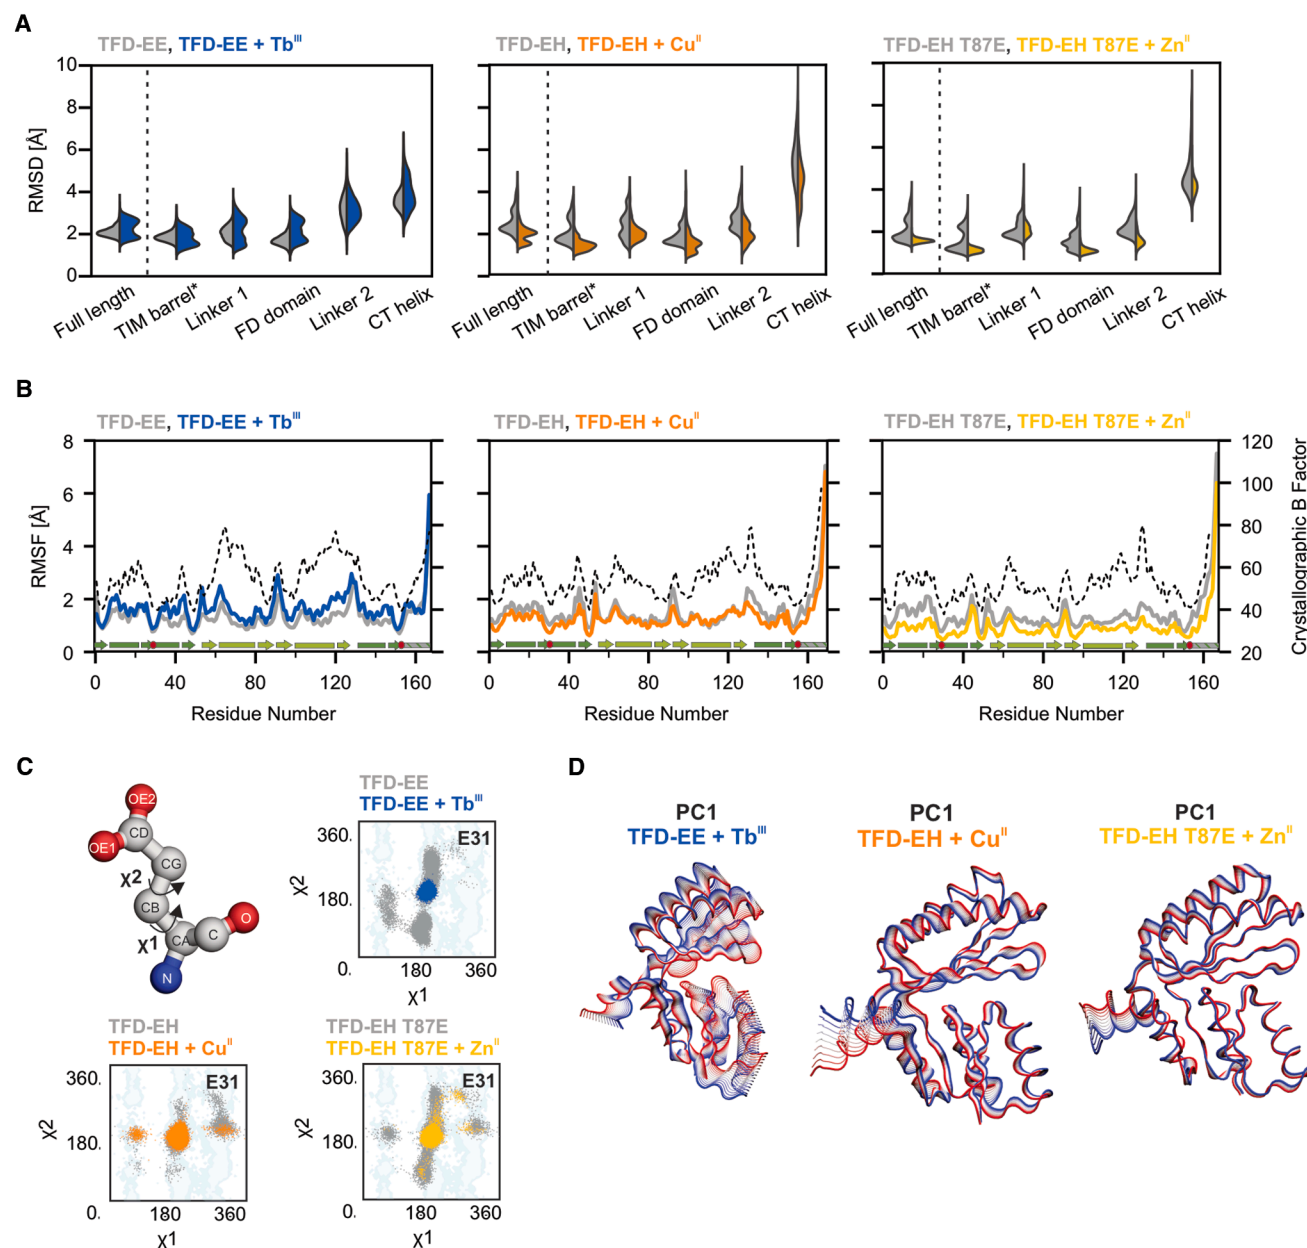 A
TFD-EE, TFD-EE + Tb^III
TFD-EH, TFD-EH + Cu^II
TFD-EH T87E, TFD-EH T87E + Zn^II
RMSD [Å]
10
8
6
4
2
0
Full length
TIM barrel*
Linker 1
FD domain
Linker 2
CT helix
Full length
TIM barrel*
Linker 1
FD domain
Linker 2
CT helix
Full length
TIM barrel*
Linker 1
FD domain
Linker 2
CT helix
B
TFD-EE, TFD-EE + Tb^III
TFD-EH, TFD-EH + Cu^II
TFD-EH T87E, TFD-EH T87E + Zn^II
RMSF [Å]
8
6
4
2
0
120
100
80
60
40
20
Crystallographic B Factor
0 40 80 120 160
0 40 80 120 160
0 40 80 120 160
Residue Number
Residue Number
Residue Number
C
OE2
OE1
CD
CG
χ2
CB
χ1
CA
C
O
N
TFD-EE
TFD-EE + Tb^III
E31
360.
χ2
180.
0.
180 360
χ1
TFD-EH
TFD-EH + Cu^II
E31
360.
χ2
180.
0.
180 360
χ1
TFD-EH T87E
TFD-EH T87E + Zn^II
E31
360.
χ2
180.
0.
180 360
χ1
D
PC1
TFD-EE + Tb^III
PC1
TFD-EH + Cu^II
PC1
TFD-EH T87E + Zn^II